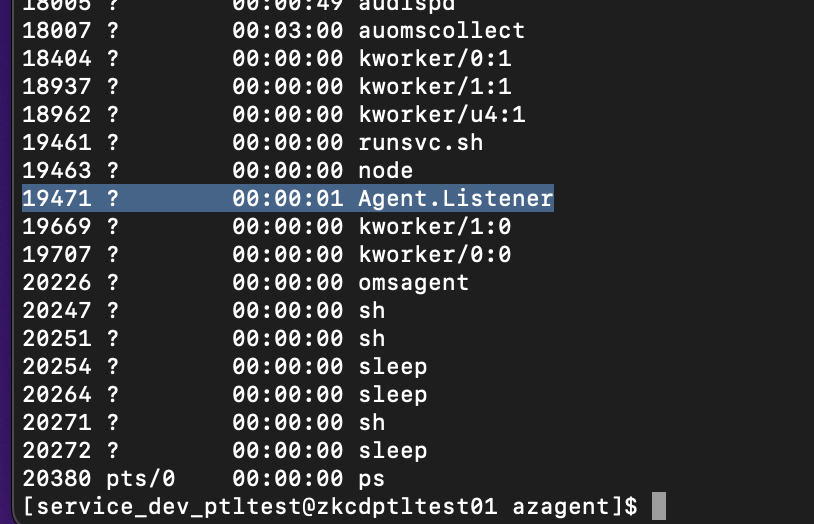 18005 ?        00:00:49 audispd
18007 ?        00:03:00 auomscollect
18404 ?        00:00:00 kworker/0:1
18937 ?        00:00:00 kworker/1:1
18962 ?        00:00:00 kworker/u4:1
19461 ?        00:00:00 runsvc.sh
19463 ?        00:00:00 node
19471 ?        00:00:01 Agent.Listener
19669 ?        00:00:00 kworker/1:0
19707 ?        00:00:00 kworker/0:0
20226 ?        00:00:00 omsagent
20247 ?        00:00:00 sh
20251 ?        00:00:00 sh
20254 ?        00:00:00 sleep
20264 ?        00:00:00 sleep
20271 ?        00:00:00 sh
20272 ?        00:00:00 sleep
20380 pts/0    00:00:00 ps
[service_dev_ptltest@zkcdptltest01 azagent]$